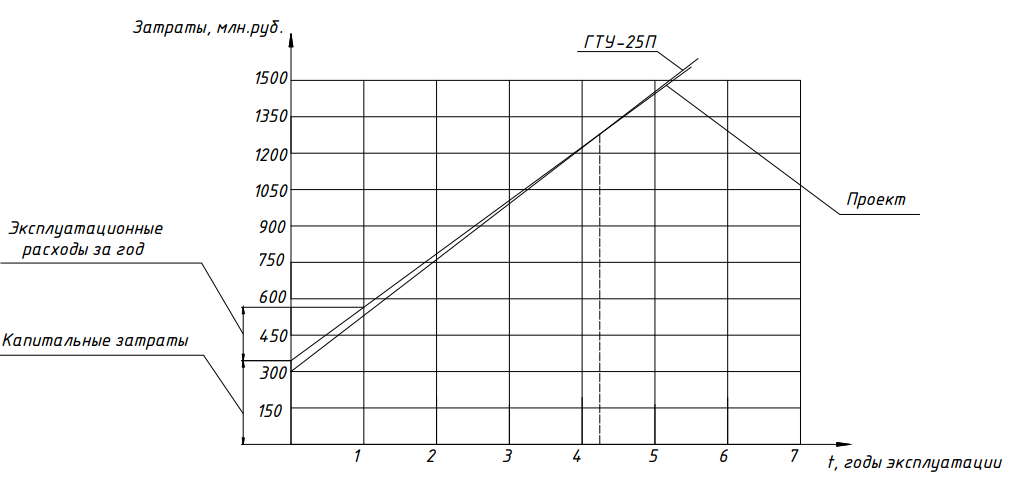 Затраты, млн.руб.
ГТУ-25П
1500
1350
1200
1050
900
750
600
450
300
150
Проект
Эксплуатационные
расходы за год
Капитальные затраты
1 2 3 4 5 6 7
t, годы эксплуатации